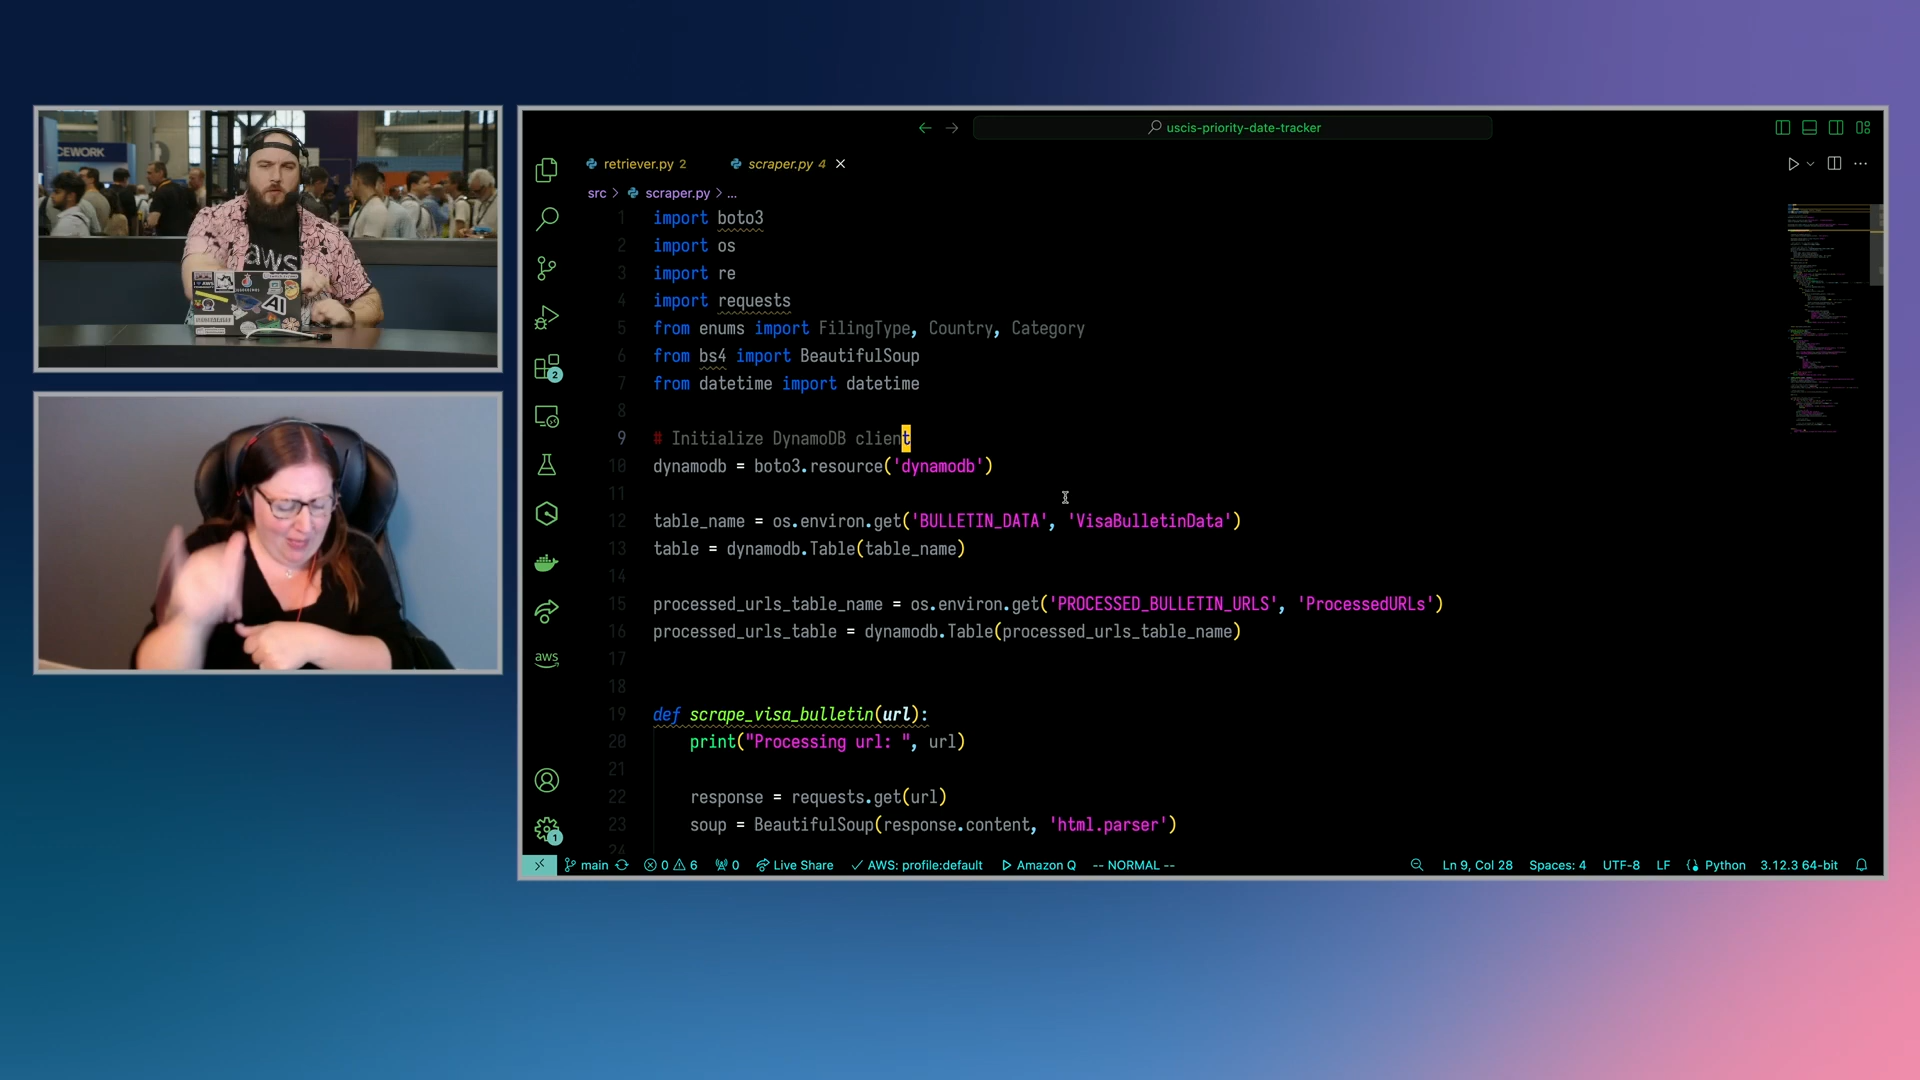 CEWORK
aws
AI
uscis-priority-date-tracker
retriever.py 2
scraper.py 4
src > scraper.py > ...
1 import boto3
2 import os
3 import re
4 import requests
5 from enums import FilingType, Country, Category
6 from bs4 import BeautifulSoup
7 from datetime import datetime
8
9 # Initialize DynamoDB client
10 dynamodb = boto3.resource('dynamodb')
11
12 table_name = os.environ.get('BULLETIN_DATA', 'VisaBulletinData')
13 table = dynamodb.Table(table_name)
14
15 processed_urls_table_name = os.environ.get('PROCESSED_BULLETIN_URLS', 'ProcessedURLs')
16 processed_urls_table = dynamodb.Table(processed_urls_table_name)
17
18
19 def scrape_visa_bulletin(url):
20 print("Processing url: ", url)
21
22 response = requests.get(url)
23 soup = BeautifulSoup(response.content, 'html.parser')
24
2
aws
1
main 0 6 0 Live Share AWS: profile:default Amazon Q -- NORMAL -- Ln 9, Col 28 Spaces: 4 UTF-8 LF Python 3.12.3 64-bit